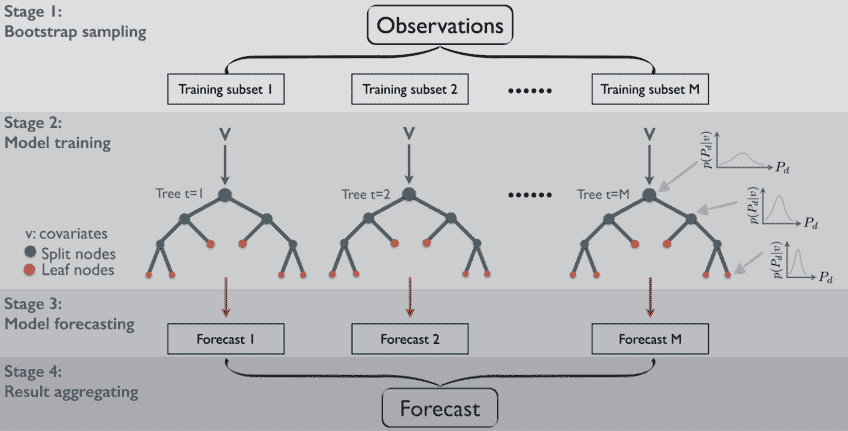 Stage 1:
Bootstrap sampling
Observations
Training subset 1
Training subset 2
......
Training subset M
Stage 2:
Model training
v
v
v
p(P_d|v)
P_d
Tree t=1
Tree t=2
......
Tree t=M
p(P_d|v)
P_d
v: covariates
Split nodes
Leaf nodes
p(P_d|v)
P_d
Stage 3:
Model forecasting
Forecast 1
Forecast 2
Forecast M
Stage 4:
Result aggregating
Forecast